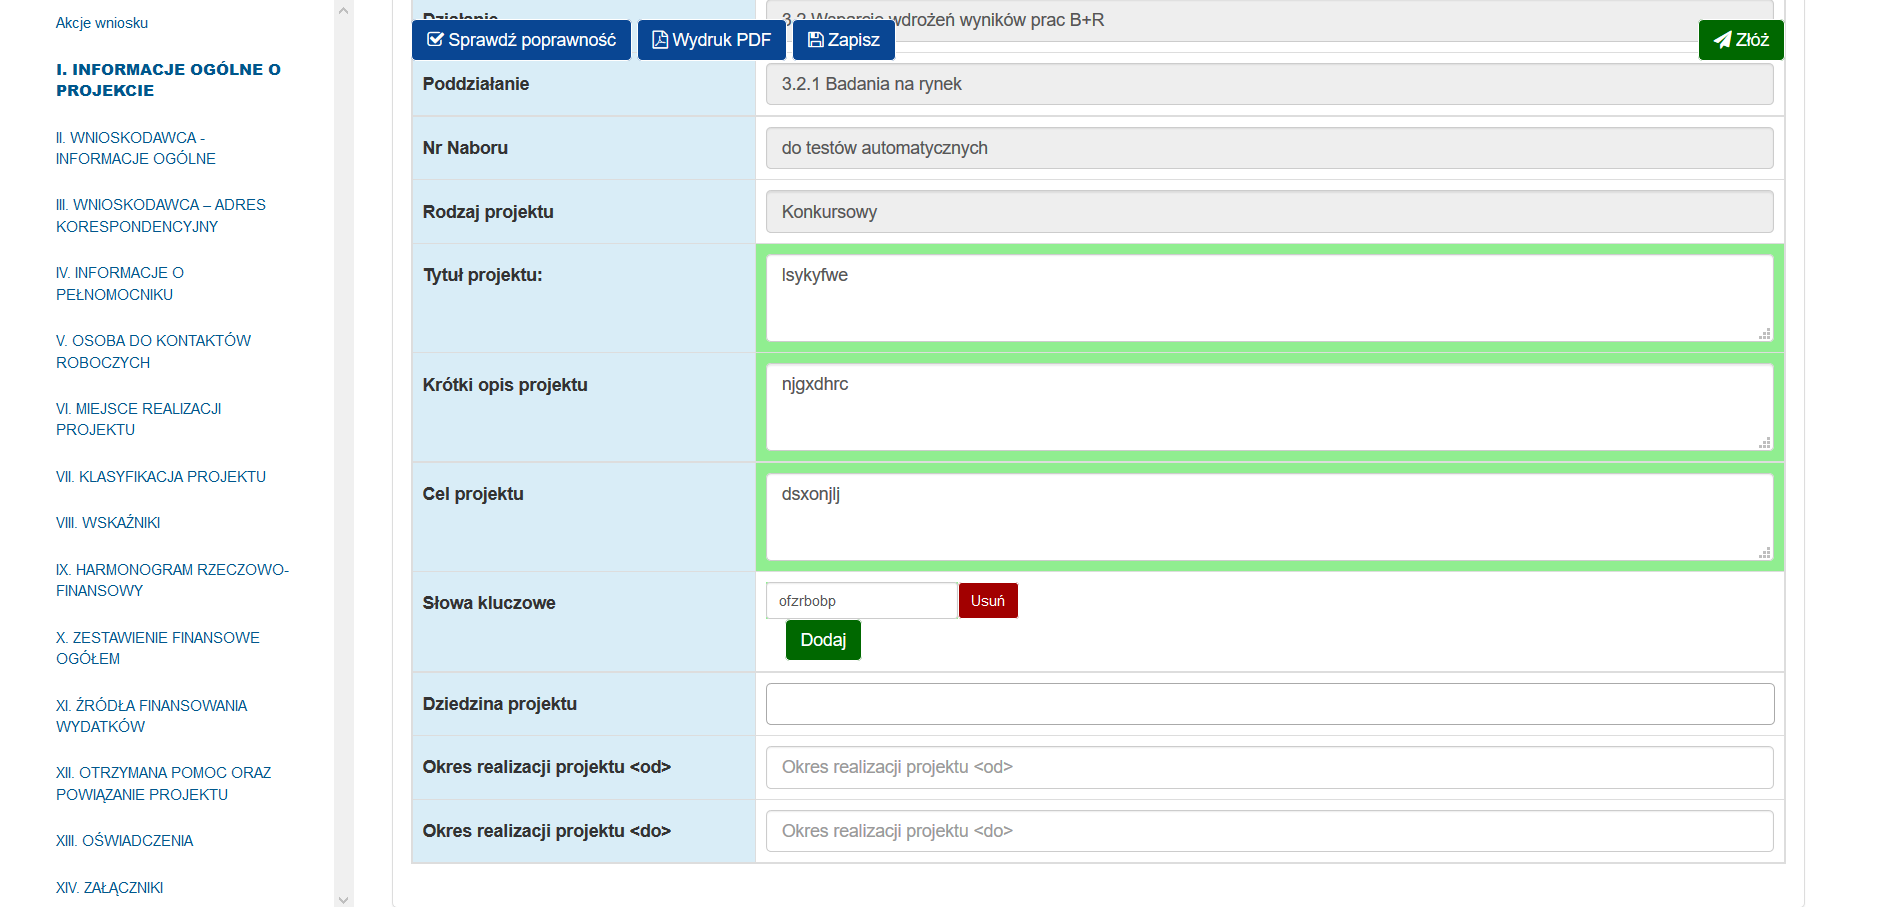 Akcje wniosku
I. INFORMACJE OGÓLNE O
PROJEKCIE
II. WNIOSKODAWCA -
INFORMACJE OGÓLNE
III. WNIOSKODAWCA – ADRES
KORESPONDENCYJNY
IV. INFORMACJE O
PEŁNOMOCNIKU
V. OSOBA DO KONTAKTÓW
ROBOCZYCH
VI. MIEJSCE REALIZACJI
PROJEKTU
VII. KLASYFIKACJA PROJEKTU
VIII. WSKAŹNIKI
IX. HARMONOGRAM RZECZOWO-
FINANSOWY
X. ZESTAWIENIE FINANSOWE
OGÓŁEM
XI. ŹRÓDŁA FINANSOWANIA
WYDATKÓW
XII. OTRZYMANA POMOC ORAZ
POWIĄZANIE PROJEKTU
XIII. OŚWIADCZENIA
XIV. ZAŁĄCZNIKI
Działanie
3.2 Wsparcie wdrożeń wyników prac B+R
Sprawdź poprawność
Wydruk PDF
Zapisz
Złóż
Poddziałanie
3.2.1 Badania na rynek
Nr Naboru
do testów automatycznych
Rodzaj projektu
Konkursowy
Tytuł projektu:
lsykyfwe
Krótki opis projektu
njgxdhrc
Cel projektu
dsxonjlj
Słowa kluczowe
ofzrbobp
Usuń
Dodaj
Dziedzina projektu
Okres realizacji projektu <od>
Okres realizacji projektu <od>
Okres realizacji projektu <do>
Okres realizacji projektu <do>